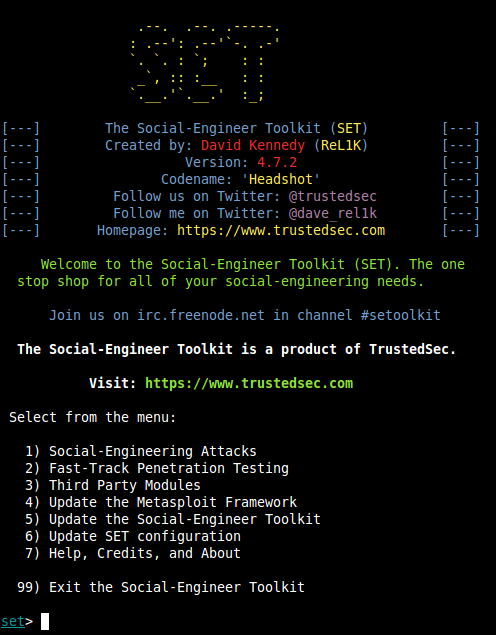 [---] The Social-Engineer Toolkit (SET) [---]
[---] Created by: David Kennedy (ReL1K) [---]
[---] Version: 4.7.2 [---]
[---] Codename: 'Headshot' [---]
[---] Follow us on Twitter: @trustedsec [---]
[---] Follow me on Twitter: @dave_rel1k [---]
[---] Homepage: https://www.trustedsec.com [---]
Welcome to the Social-Engineer Toolkit (SET). The one
stop shop for all of your social-engineering needs.
Join us on irc.freenode.net in channel #setoolkit
The Social-Engineer Toolkit is a product of TrustedSec.
Visit: https://www.trustedsec.com
Select from the menu:
1) Social-Engineering Attacks
2) Fast-Track Penetration Testing
3) Third Party Modules
4) Update the Metasploit Framework
5) Update the Social-Engineer Toolkit
6) Update SET configuration
7) Help, Credits, and About
99) Exit the Social-Engineer Toolkit
set>